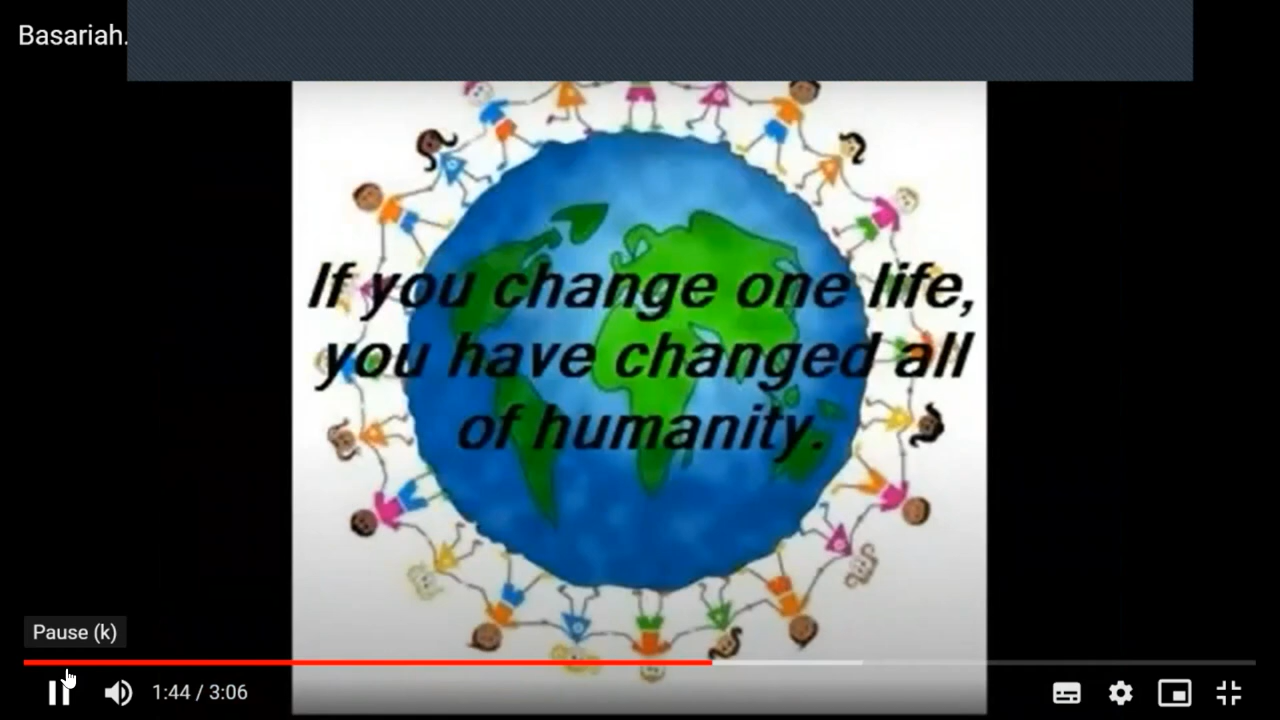 Basariah.
If you change one life,
you have changed all
of humanity.
Pause (k)
1:44 / 3:06